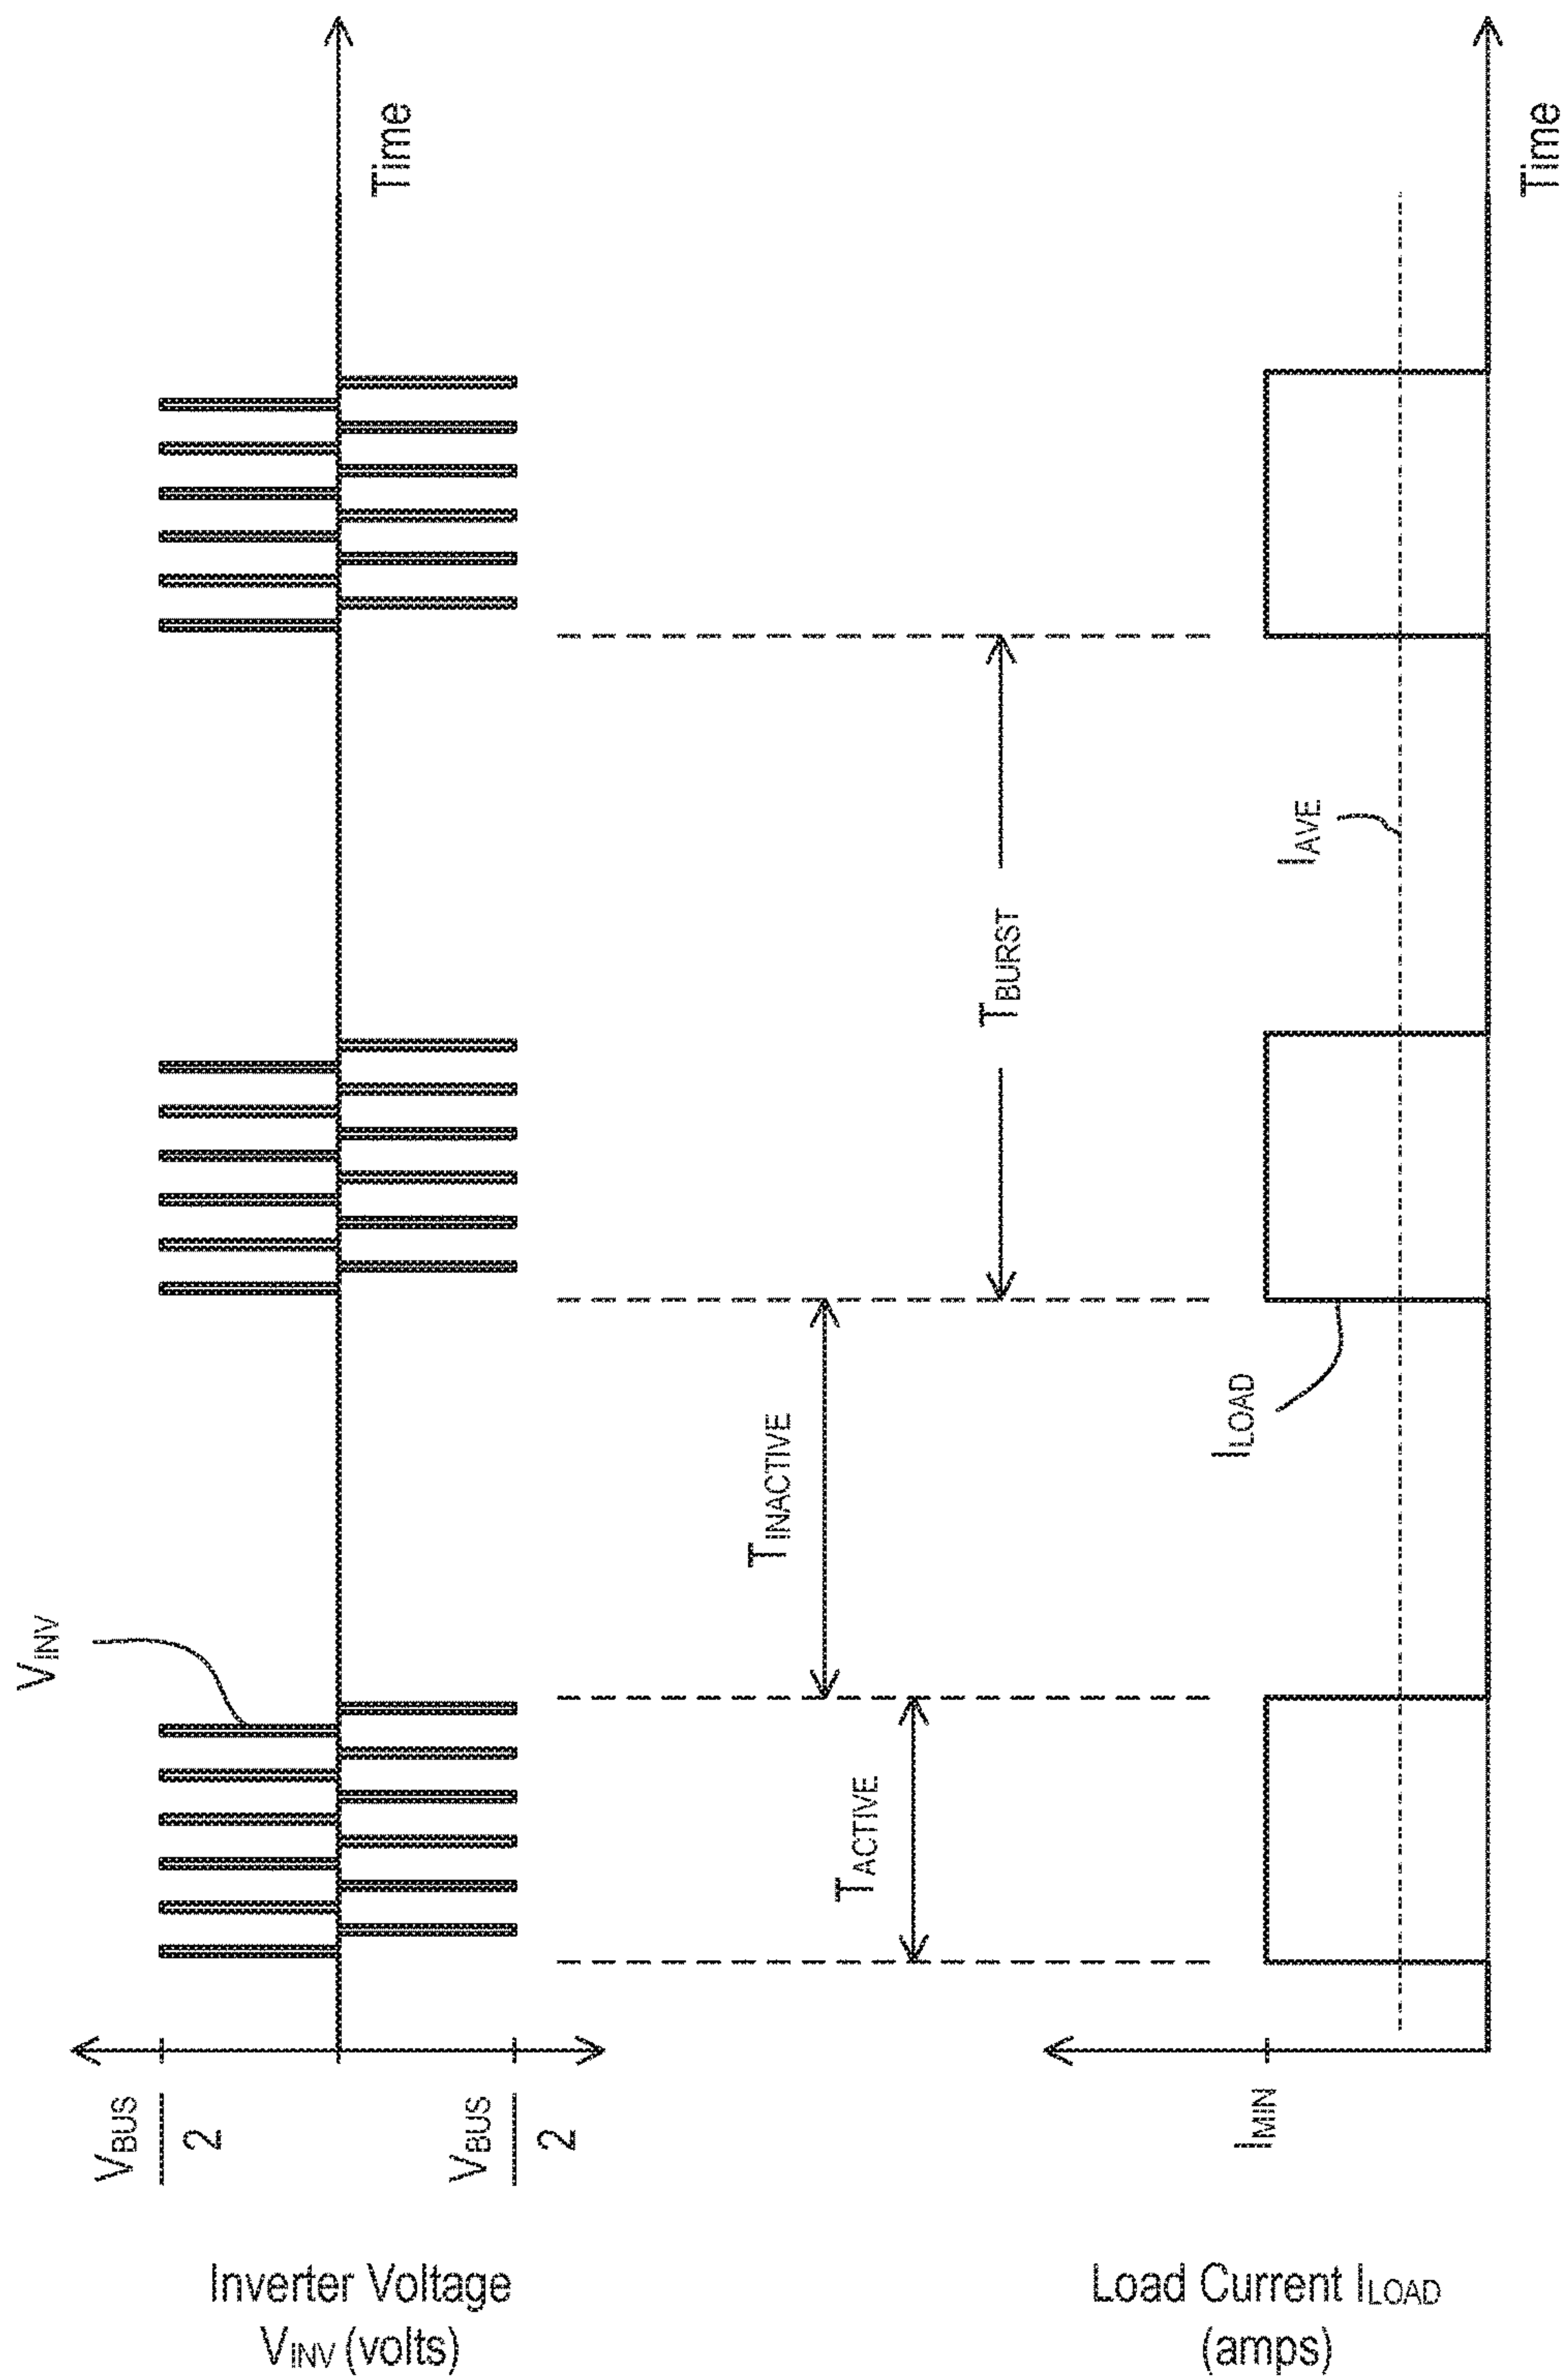 Inverter Voltage
VINV (volts)
VBUS
2
VBUS
2
VINV
Time
TACTIVE
TINACTIVE
TBURST
Load Current ILOAD
(amps)
IMIN
ILOAD
IAVE
Time